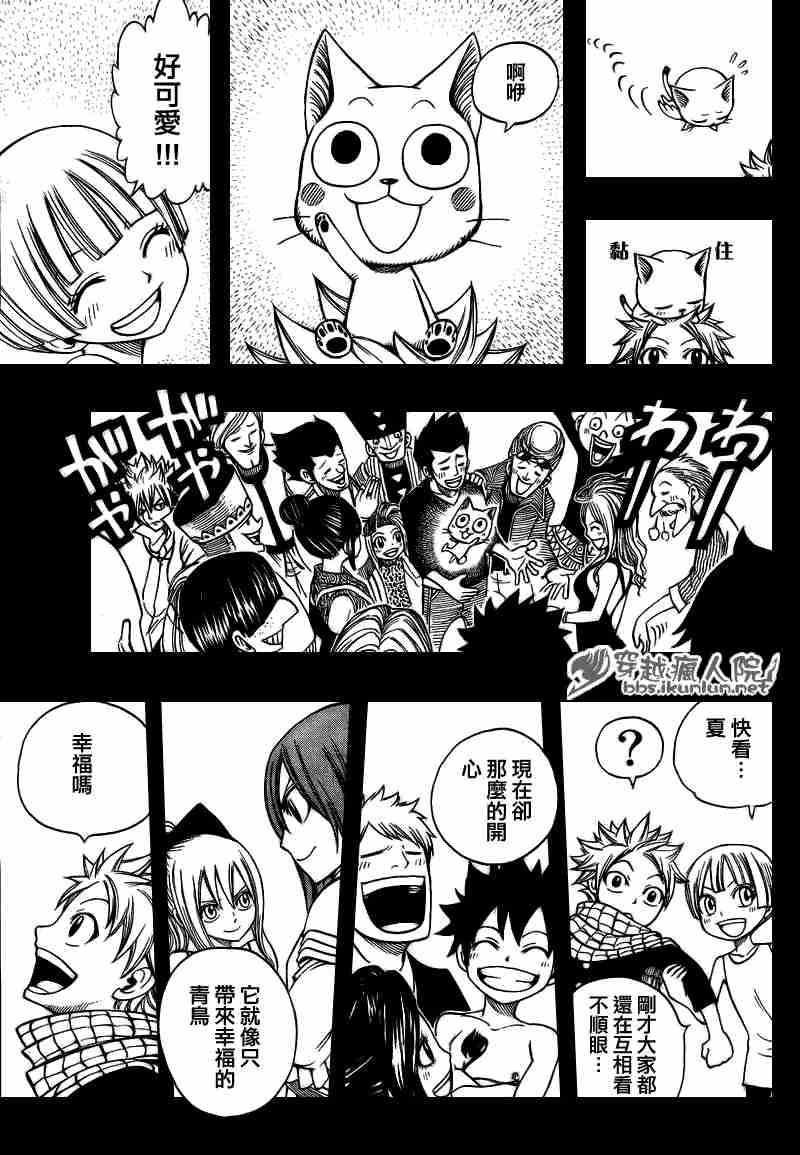 黏住
啊
咿
好可愛!!!
わわ
ガヤ
ガヤ
穿越瘋人院
bbs.ikunlun.net
快看…
夏
?
剛才大家都
還在互相看
不順眼…
現在卻
那麼的開
心
它就像只
帶來幸福的
青鳥
幸福嗎